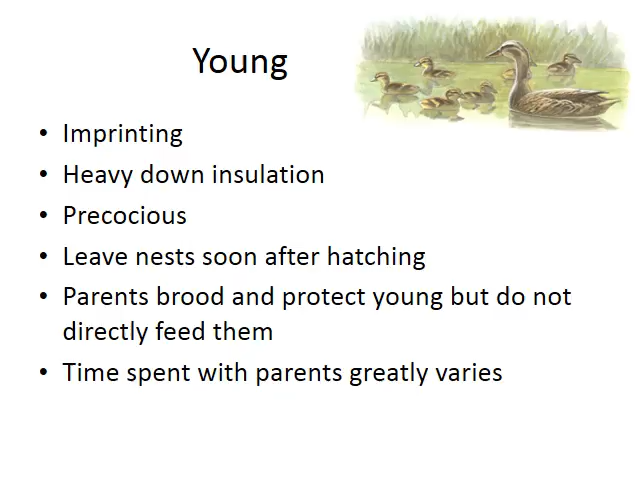 Young
• Imprinting
• Heavy down insulation
• Precocious
• Leave nests soon after hatching
• Parents brood and protect young but do not
directly feed them
• Time spent with parents greatly varies